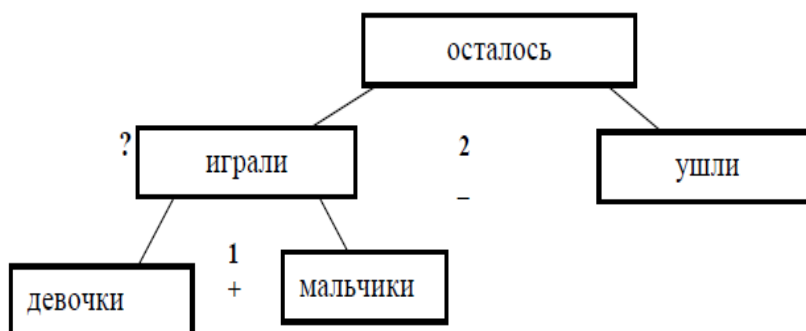 осталось
?
играли
2
–
ушли
девочки
1
+
мальчики